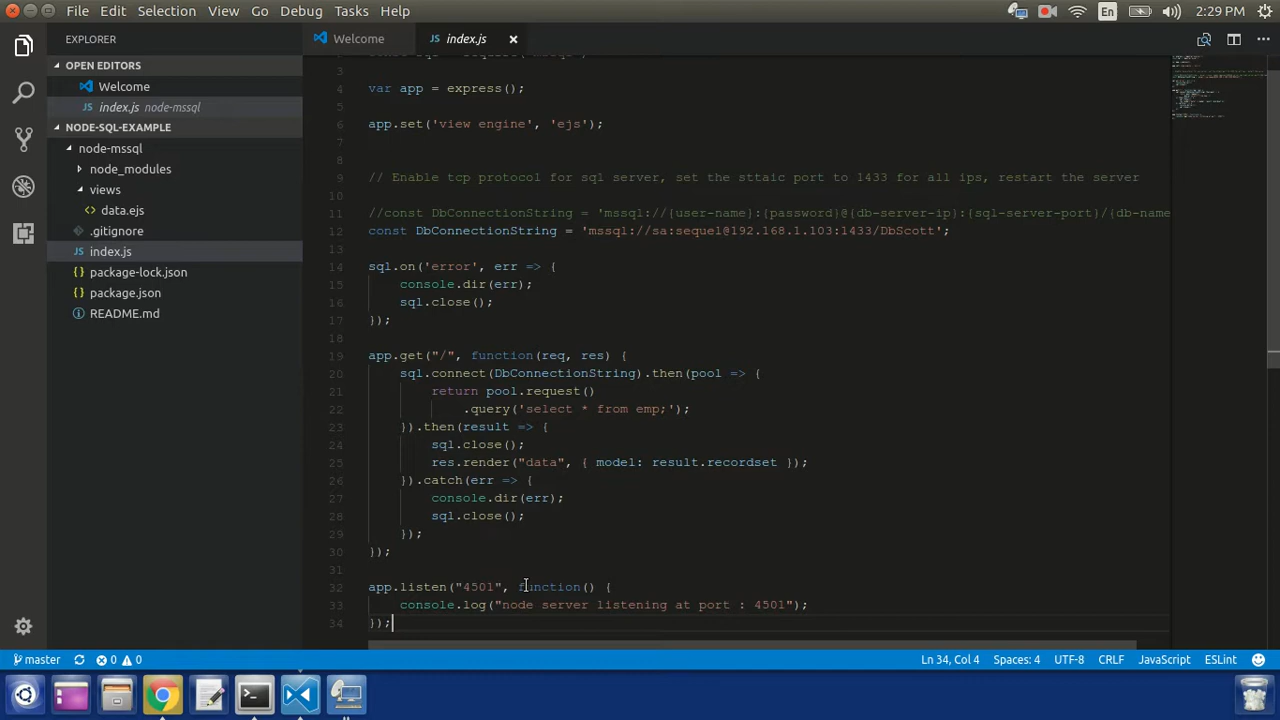 File Edit Selection View Go Debug Tasks Help
En
2:29 PM
EXPLORER
OPEN EDITORS
Welcome
JS index.js node-mssql
NODE-SQL-EXAMPLE
node-mssql
node_modules
views
<> data.ejs
.gitignore
JS index.js
{} package-lock.json
{} package.json
README.md
Welcome
JS index.js
3
4 var app = express();
5
6 app.set('view engine', 'ejs');
7
8
9 // Enable tcp protocol for sql server, set the sttaic port to 1433 for all ips, restart the server
10
11 //const DbConnectionString = 'mssql://{user-name}:{password}@{db-server-ip}:{sql-server-port}/{db-name
12 const DbConnectionString = 'mssql://sa:sequel@192.168.1.103:1433/DbScott';
13
14 sql.on('error', err => {
15 console.dir(err);
16 sql.close();
17 });
18
19 app.get("/", function(req, res) {
20 sql.connect(DbConnectionString).then(pool => {
21 return pool.request()
22 .query('select * from emp;');
23 }).then(result => {
24 sql.close();
25 res.render("data", { model: result.recordset });
26 }).catch(err => {
27 console.dir(err);
28 sql.close();
29 });
30 });
31
32 app.listen("4501", function() {
33 console.log("node server listening at port : 4501");
34 });
master 0 0
Ln 34, Col 4 Spaces: 4 UTF-8 CRLF JavaScript ESLint